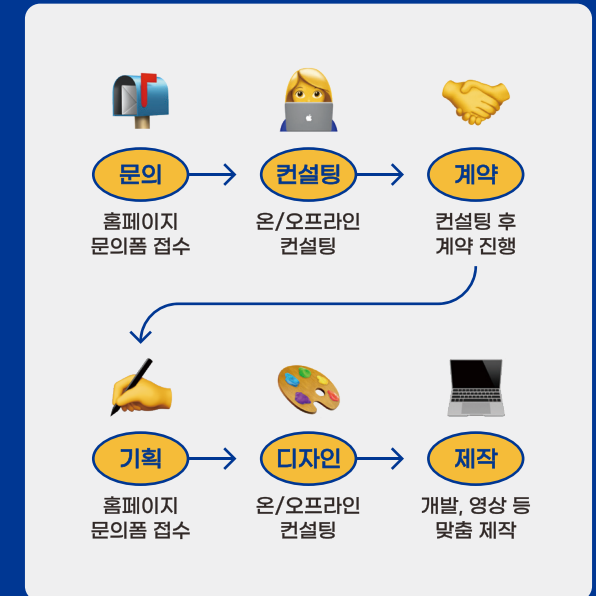 문의
컨설팅
계약
홈페이지
문의폼 접수
온/오프라인
컨설팅
컨설팅 후
계약 진행
기획
디자인
제작
홈페이지
문의폼 접수
온/오프라인
컨설팅
개발, 영상 등
맞춤 제작